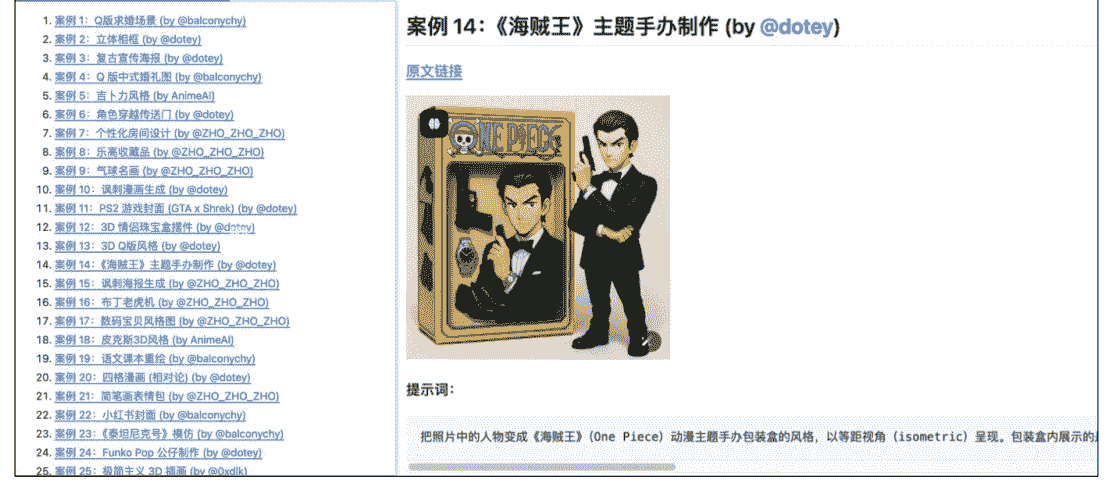 1. 案例 1：Q版求婚场景 (by @balconychy)
2. 案例 2：立体相框 (by @dotey)
3. 案例 3：复古宣传海报 (by @dotey)
4. 案例 4：Q 版中式婚礼图 (by @balconychy)
5. 案例 5：吉卜力风格 (by AnimeAI)
6. 案例 6：角色穿越传送门 (by @dotey)
7. 案例 7：个性化房间设计 (by @ZHO_ZHO_ZHO)
8. 案例 8：乐高收藏品 (by @ZHO_ZHO_ZHO)
9. 案例 9：气球名画 (by @ZHO_ZHO_ZHO)
10. 案例 10：讽刺漫画生成 (by @dotey)
11. 案例 11：PS2 游戏封面 (GTA x Shrek) (by @dotey)
12. 案例 12：3D 情侣珠宝盒摆件 (by @dotey)
13. 案例 13：3D Q版风格 (by @dotey)
14. 案例 14：《海贼王》主题手办制作 (by @dotey)
15. 案例 15：讽刺海报生成 (by @ZHO_ZHO_ZHO)
16. 案例 16：布丁老虎机 (by @ZHO_ZHO_ZHO)
17. 案例 17：数码宝贝风格图 (by @ZHO_ZHO_ZHO)
18. 案例 18：皮克斯3D风格 (by AnimeAI)
19. 案例 19：语文课本重绘 (by @balconychy)
20. 案例 20：四格漫画 (相对论) (by @dotey)
21. 案例 21：简笔画表情包 (by @ZHO_ZHO_ZHO)
22. 案例 22：小红书封面 (by @balconychy)
23. 案例 23：《泰坦尼克号》模仿 (by @balconychy)
24. 案例 24：Funko Pop 公仔制作 (by @dotey)
25. 案例 25：极简主义 3D 插画 (by @0xdlk)
案例 14：《海贼王》主题手办制作 (by @dotey)
原文链接
ONE PIECE
提示词：
把照片中的人物变成《海贼王》(One Piece) 动漫主题手办包装盒的风格，以等距视角 (isometric) 呈现。包装盒内展示的是